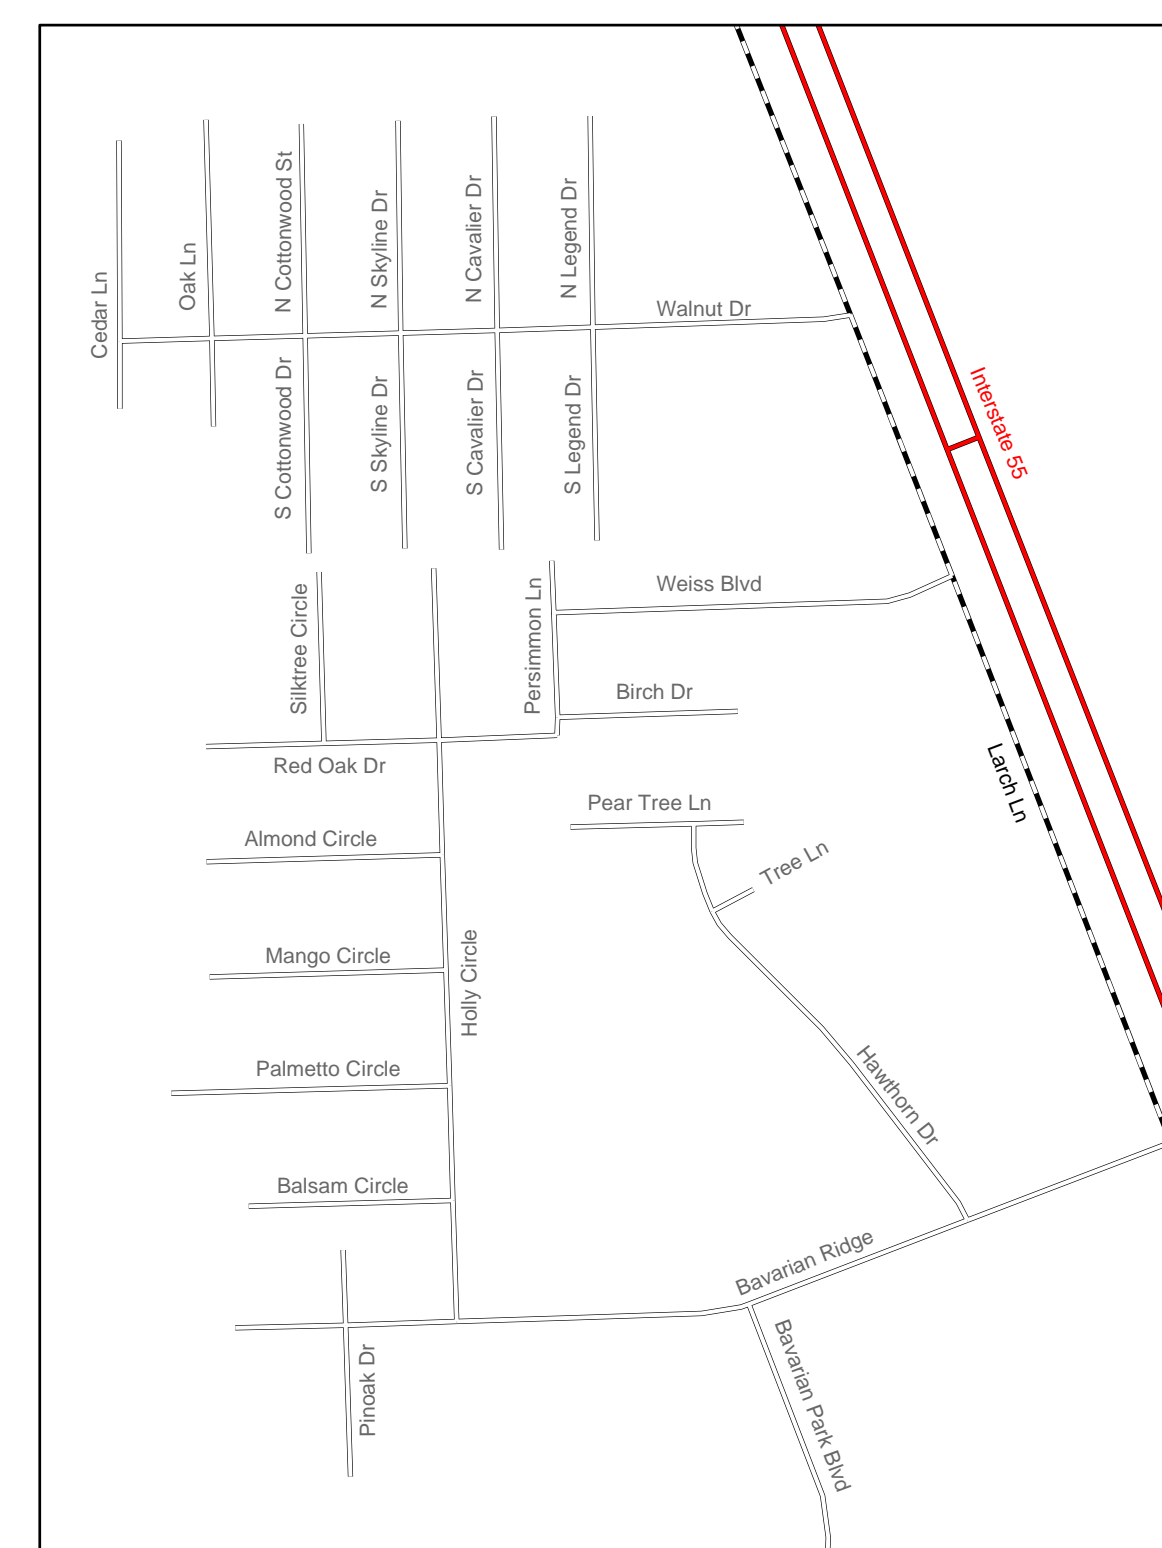 Cedar Ln
Oak Ln
N Cottonwood St
N Skyline Dr
N Cavalier Dr
N Legend Dr
Walnut Dr
S Cottonwood Dr
S Skyline Dr
S Cavalier Dr
S Legend Dr
Interstate 55
Silktree Circle
Persimmon Ln
Weiss Blvd
Birch Dr
Red Oak Dr
Larch Ln
Pear Tree Ln
Almond Circle
Tree Ln
Mango Circle
Holly Circle
Palmetto Circle
Hawthorn Dr
Balsam Circle
Bavarian Ridge
Pinoak Dr
Bavarian Park Blvd